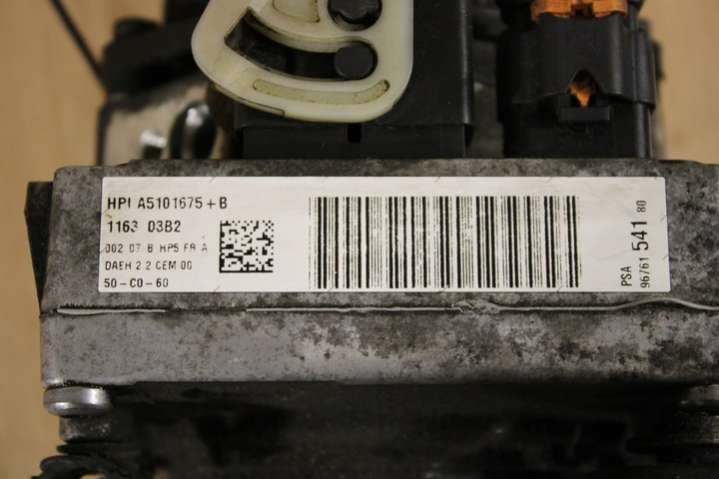 HPI A5101675+B
1163 03B2
002 07 B HP5 FR A
DAEH 2 2 CEM 00
50-C0-60
PSA
96761 541 80